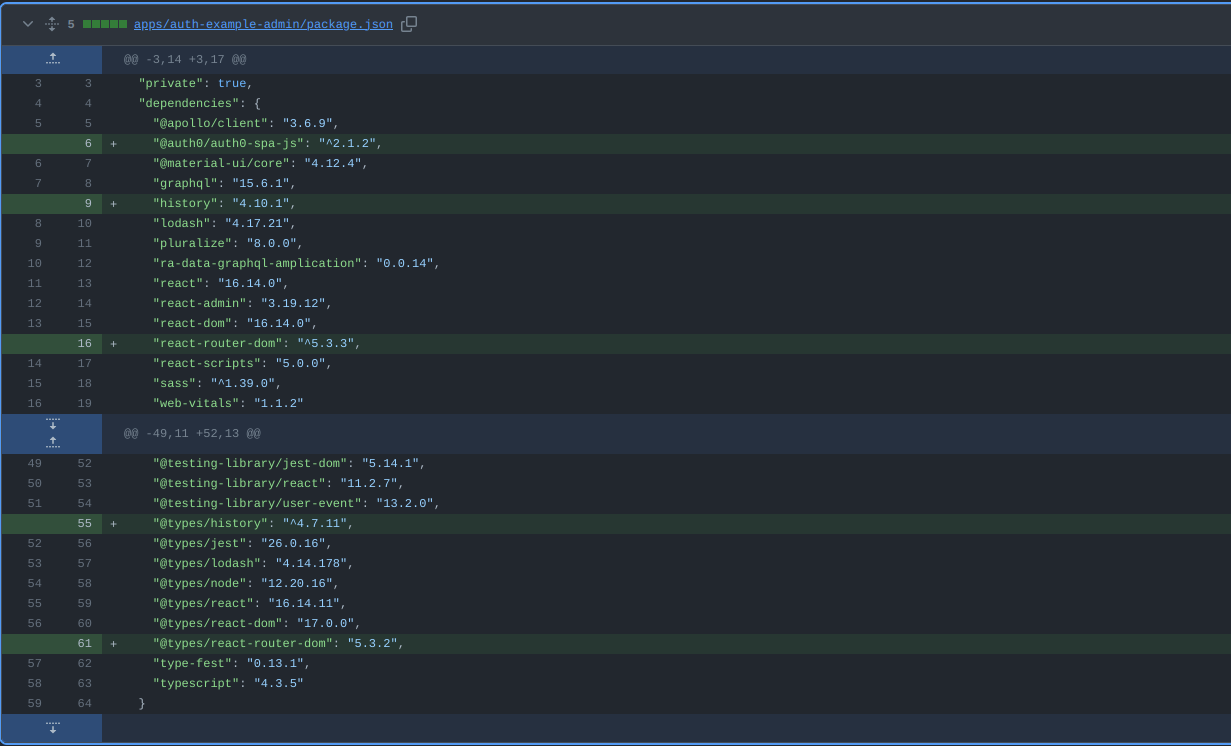 5 apps/auth-example-admin/package.json
@@ -3,14 +3,17 @@
3 3 "private": true,
4 4 "dependencies": {
5 5 "@apollo/client": "3.6.9",
6 + "@auth0/auth0-spa-js": "^2.1.2",
6 7 "@material-ui/core": "4.12.4",
7 8 "graphql": "15.6.1",
9 + "history": "4.10.1",
8 10 "lodash": "4.17.21",
9 11 "pluralize": "8.0.0",
10 12 "ra-data-graphql-amplication": "0.0.14",
11 13 "react": "16.14.0",
12 14 "react-admin": "3.19.12",
13 15 "react-dom": "16.14.0",
16 + "react-router-dom": "^5.3.3",
14 17 "react-scripts": "5.0.0",
15 18 "sass": "^1.39.0",
16 19 "web-vitals": "1.1.2"
@@ -49,11 +52,13 @@
49 52 "@testing-library/jest-dom": "5.14.1",
50 53 "@testing-library/react": "11.2.7",
51 54 "@testing-library/user-event": "13.2.0",
55 + "@types/history": "^4.7.11",
52 56 "@types/jest": "26.0.16",
53 57 "@types/lodash": "4.14.178",
54 58 "@types/node": "12.20.16",
55 59 "@types/react": "16.14.11",
56 60 "@types/react-dom": "17.0.0",
61 + "@types/react-router-dom": "5.3.2",
57 62 "type-fest": "0.13.1",
58 63 "typescript": "4.3.5"
59 64 }